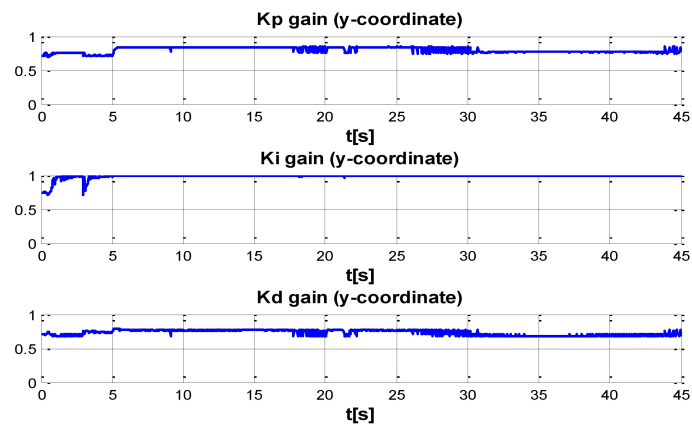 Kp gain (y-coordinate)
1
0.5
0
0 5 10 15 20 25 30 35 40 45
t[s]
Ki gain (y-coordinate)
1
0.5
0
0 5 10 15 20 25 30 35 40 45
t[s]
Kd gain (y-coordinate)
1
0.5
0
0 5 10 15 20 25 30 35 40 45
t[s]